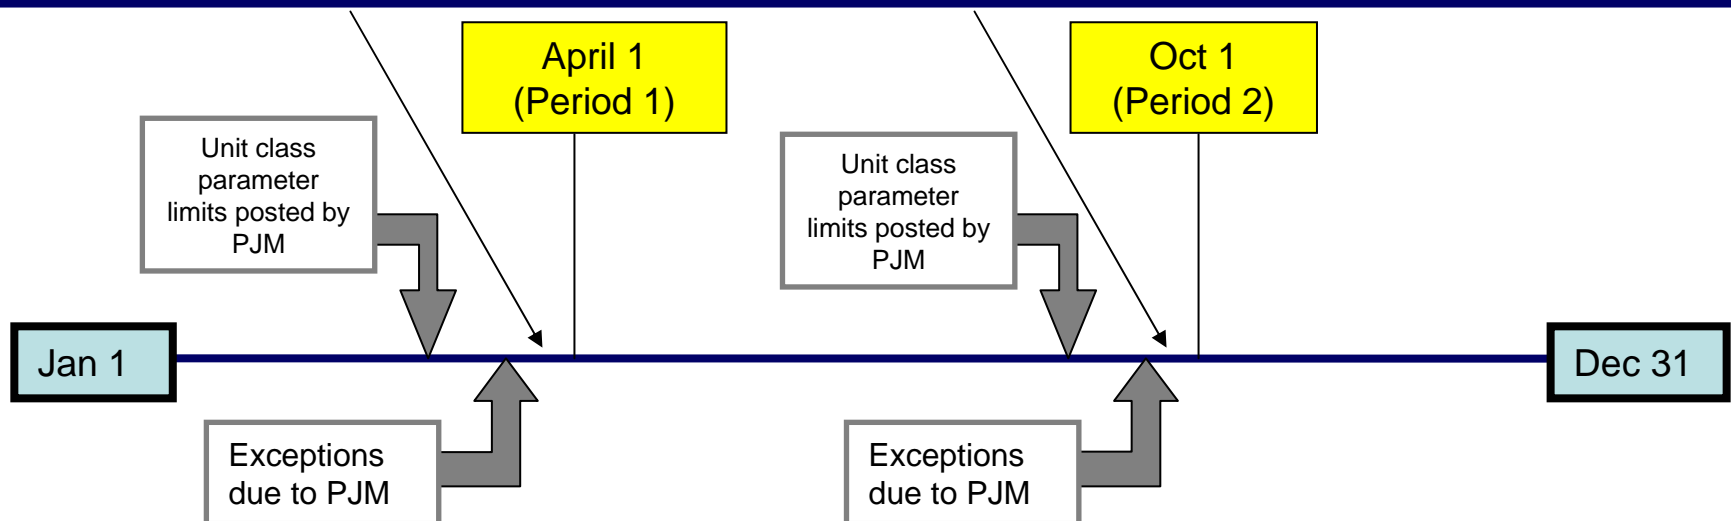 April 1
(Period 1)
Oct 1
(Period 2)
Unit class
parameter
limits posted by
PJM
Unit class
parameter
limits posted by
PJM
Jan 1
Dec 31
Exceptions
due to PJM
Exceptions
due to PJM